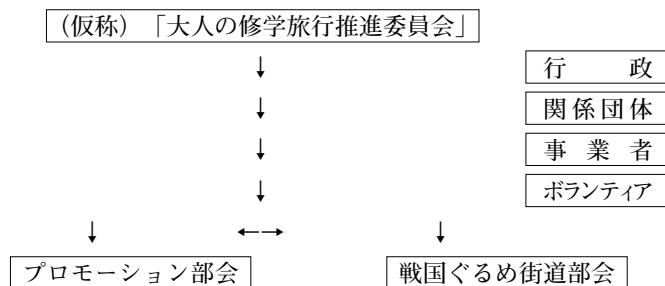 (仮称)「大人の修学旅行推進委員会」
↓
↓
行 政
関係団体
↓
事 業 者
↓
ボランティア
↓ ←→ ↓
プロモーション部会 戦国ぐるめ街道部会